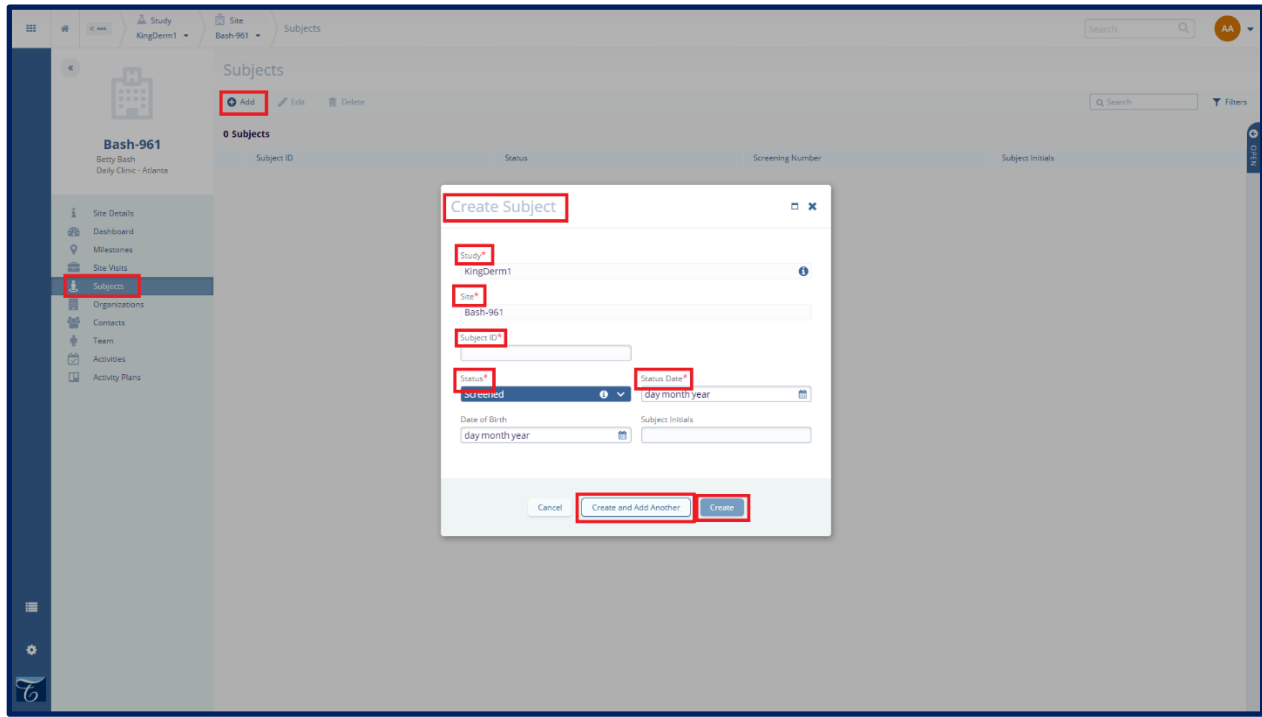 Study
KingDerm1
Site
Bash-961
Subjects
Search
AA
Subjects
Add Edit Delete
Search
Filters
OPEN
0 Subjects
Subject ID Status Screening Number Subject Initials
Bash-961
Betty Bash
Daily Clinic - Atlanta
Site Details
Dashboard
Milestones
Site Visits
Subjects
Organizations
Contacts
Team
Activities
Activity Plans
Create Subject
Study*
KingDerm1
Site*
Bash-961
Subject ID*
Status* Status Date*
Screened day month year
Date of Birth Subject Initials
day month year
Cancel Create and Add Another Create